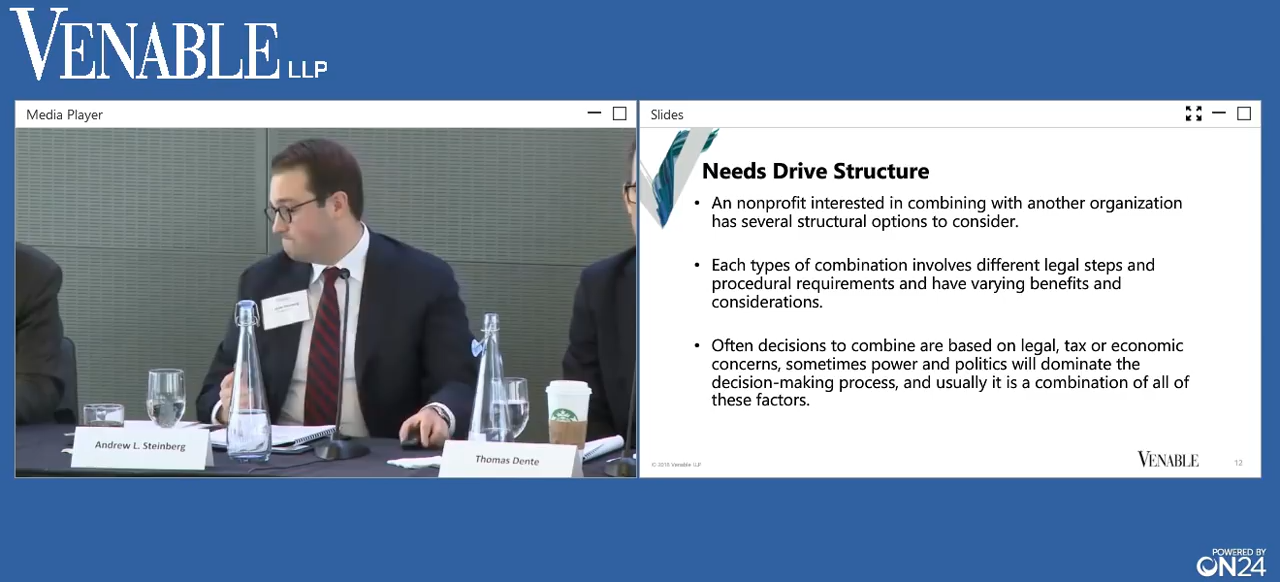 VENABLE LLP
Media Player
Slides
Needs Drive Structure
• An nonprofit interested in combining with another organization
has several structural options to consider.
• Each types of combination involves different legal steps and
procedural requirements and have varying benefits and
considerations.
• Often decisions to combine are based on legal, tax or economic
concerns, sometimes power and politics will dominate the
decision-making process, and usually it is a combination of all of
these factors.
Andrew L. Steinberg
Thomas Dente
VENABLE
12
POWERED BY
ON24